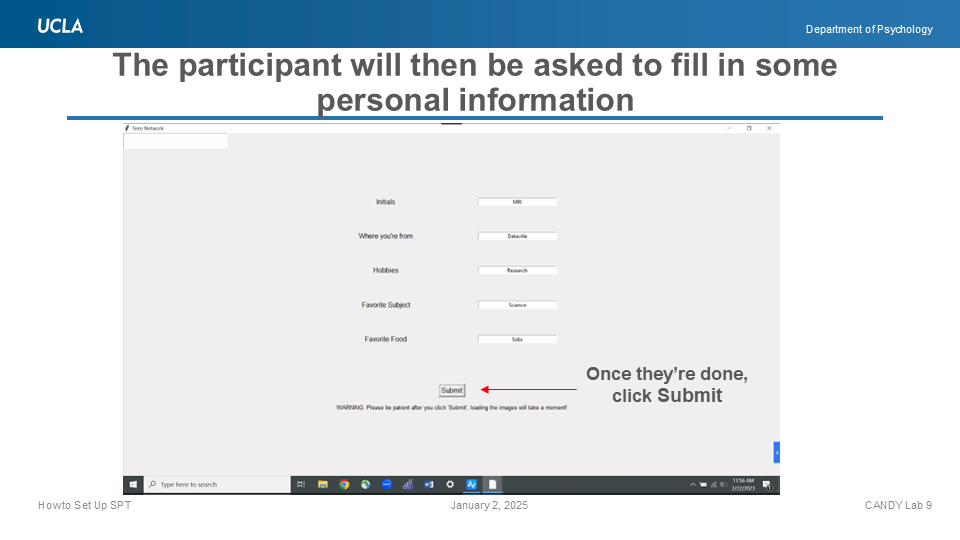 UCLA
Department of Psychology
The participant will then be asked to fill in some
personal information
Teen Network
Initials
MRI
Where you're from
Dataville
Hobbies
Research
Favorite Subject
Science
Favorite Food
Subs
Once they're done,
click Submit
Submit
WARNING: Please be patient after you click 'Submit', loading the images will take a moment!
Type here to search
11:56 AM
2/22/2023
Howto Set Up SPT
January 2, 2025
CANDY Lab 9